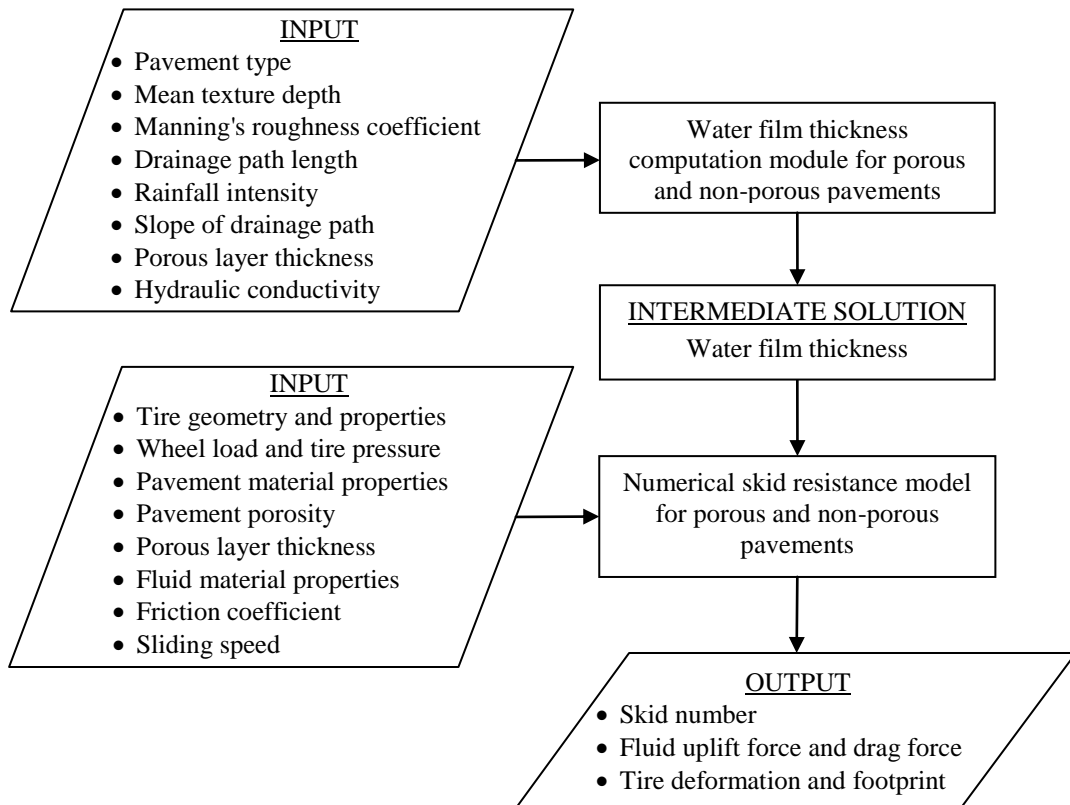 INPUT
• Pavement type
• Mean texture depth
• Manning's roughness coefficient
• Drainage path length
• Rainfall intensity
• Slope of drainage path
• Porous layer thickness
• Hydraulic conductivity
Water film thickness
computation module for porous
and non-porous pavements
INTERMEDIATE SOLUTION
Water film thickness
INPUT
• Tire geometry and properties
• Wheel load and tire pressure
• Pavement material properties
• Pavement porosity
• Porous layer thickness
• Fluid material properties
• Friction coefficient
• Sliding speed
Numerical skid resistance model
for porous and non-porous
pavements
OUTPUT
• Skid number
• Fluid uplift force and drag force
• Tire deformation and footprint